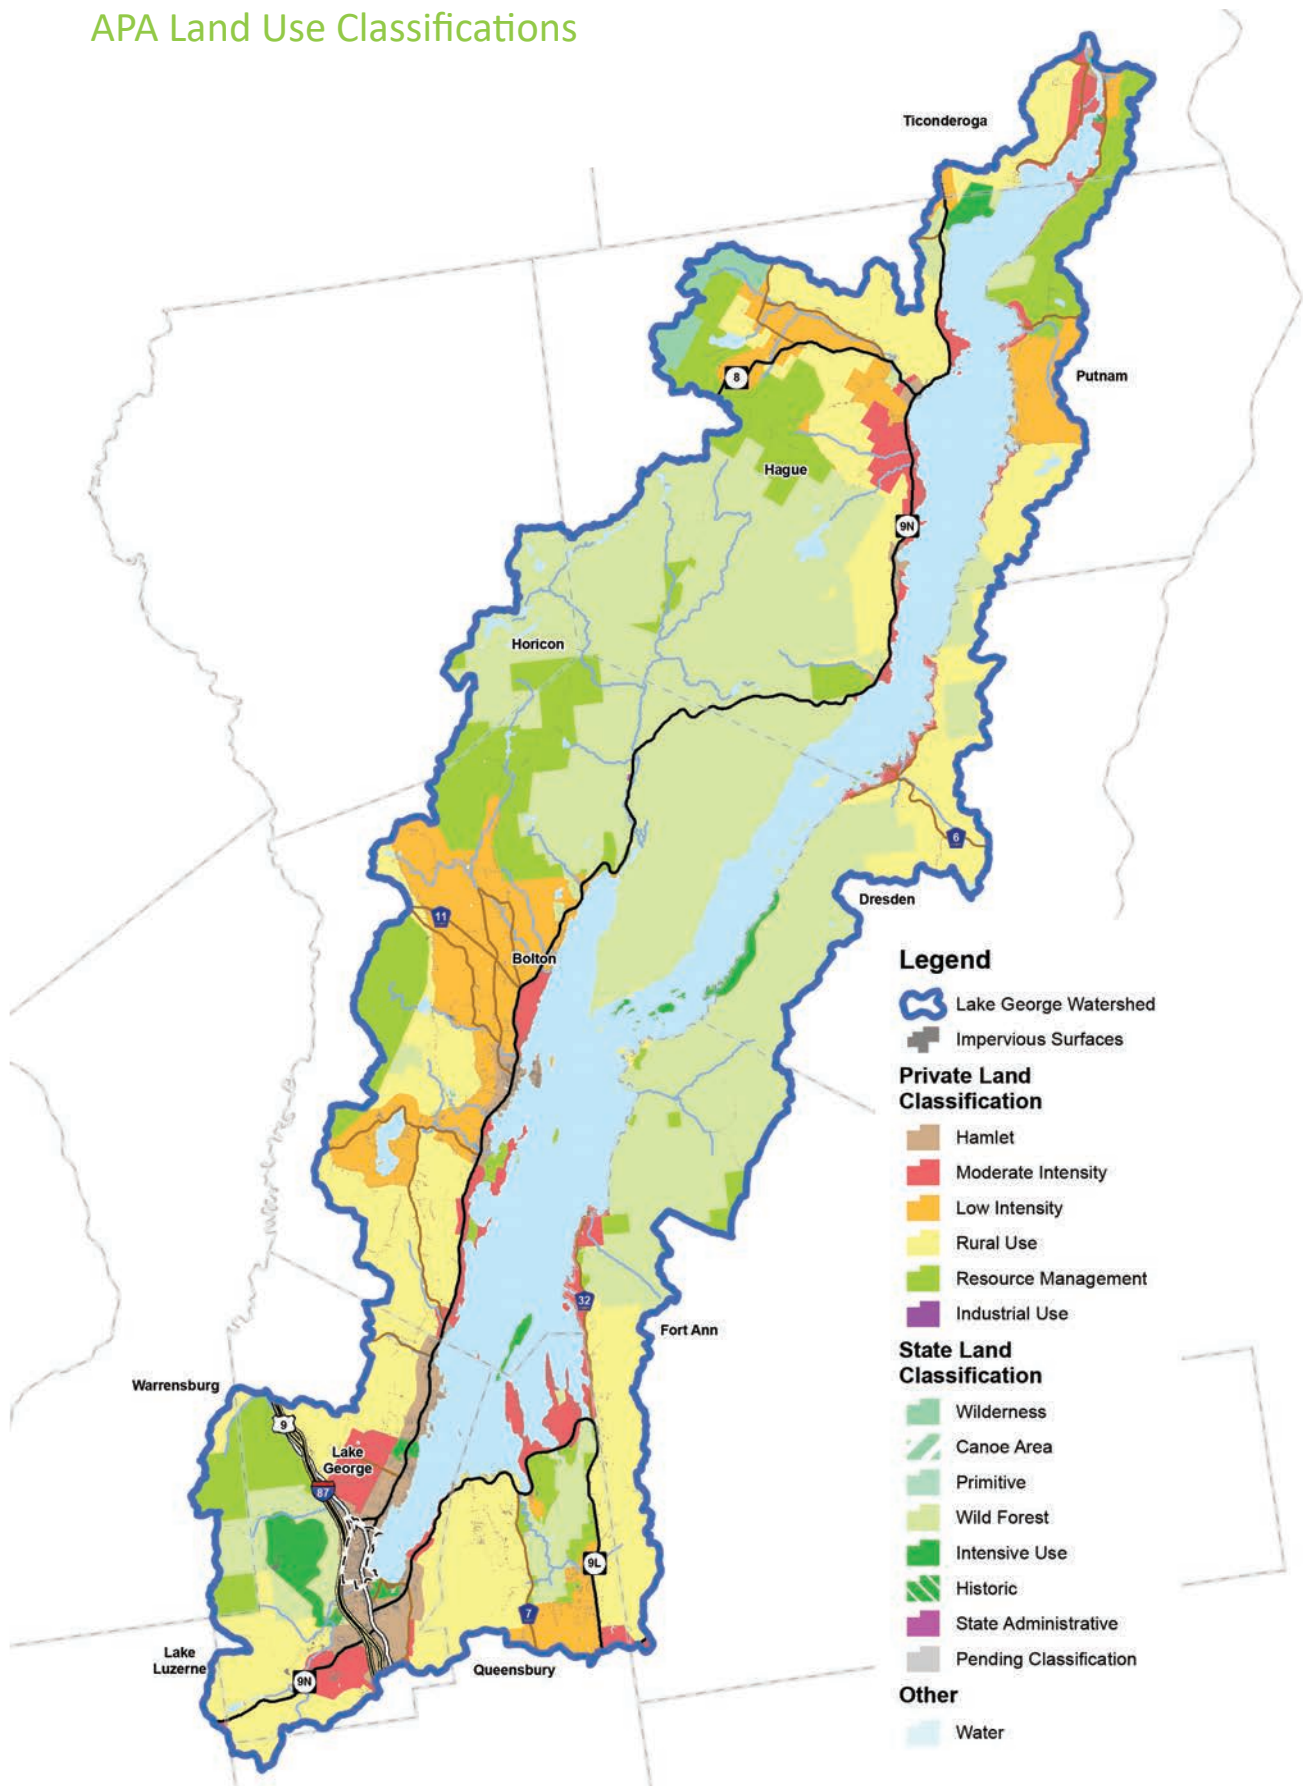 APA Land Use Classifications
Ticonderoga
Putnam
8
Hague
9N
Horicon
6
Dresden
11
Bolton
32
Fort Ann
Warrensburg
9
Lake
George
87
9L
7
Lake
Luzerne
9N
Queensbury
Legend
Lake George Watershed
Impervious Surfaces
Private Land
Classification
Hamlet
Moderate Intensity
Low Intensity
Rural Use
Resource Management
Industrial Use
State Land
Classification
Wilderness
Canoe Area
Primitive
Wild Forest
Intensive Use
Historic
State Administrative
Pending Classification
Other
Water